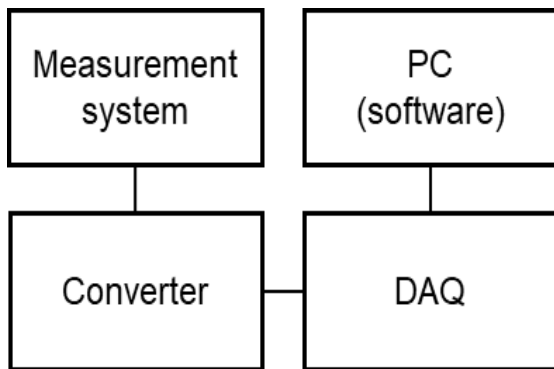 Measurement
system
PC
(software)
Converter
DAQ